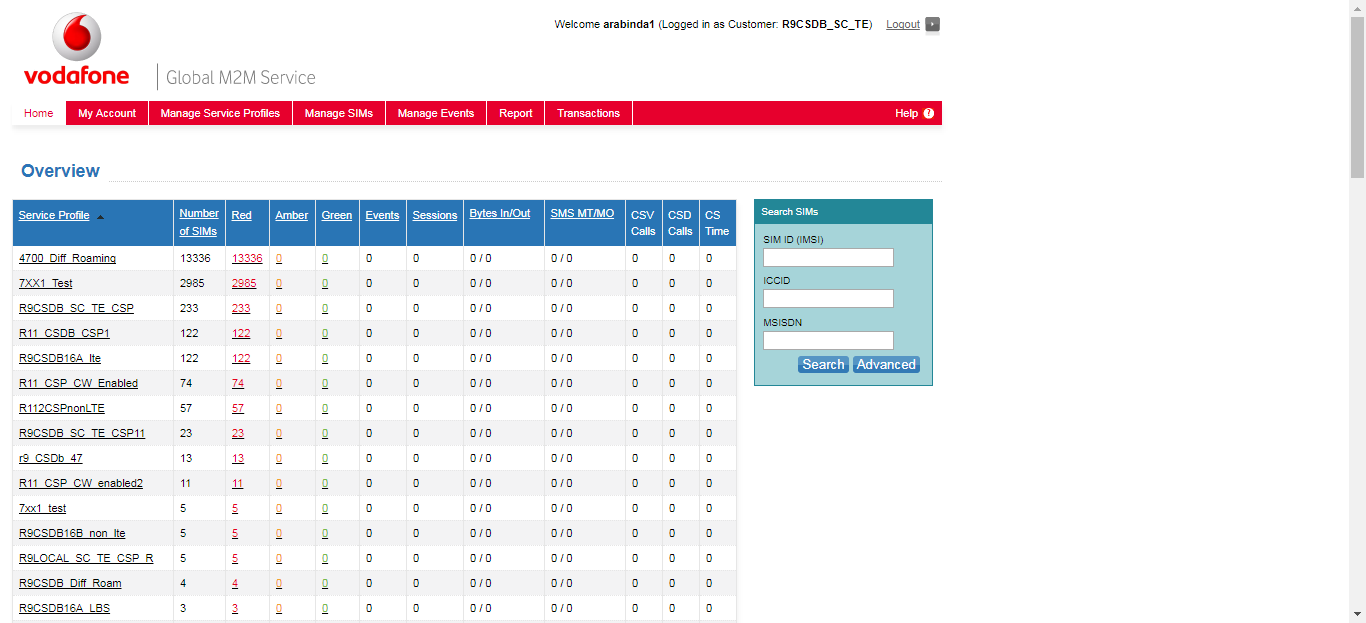 Welcome arabinda1 (Logged in as Customer: R9CSDB_SC_TE) Logout
vodafone
Global M2M Service
Home My Account Manage Service Profiles Manage SIMs Manage Events Report Transactions Help ?
Overview
Service Profile Number of SIMs Red Amber Green Events Sessions Bytes In/Out SMS MT/MO CSV Calls CSD Calls CS Time
4700_Diff_Roaming 13336 13336 0 0 0 0 0 / 0 0 / 0 0 0 0
7XX1_Test 2985 2985 0 0 0 0 0 / 0 0 / 0 0 0 0
R9CSDB_SC_TE_CSP 233 233 0 0 0 0 0 / 0 0 / 0 0 0 0
R11_CSDB_CSP1 122 122 0 0 0 0 0 / 0 0 / 0 0 0 0
R9CSDB16A_lte 122 122 0 0 0 0 0 / 0 0 / 0 0 0 0
R11_CSP_CW_Enabled 74 74 0 0 0 0 0 / 0 0 / 0 0 0 0
R112CSPnonLTE 57 57 0 0 0 0 0 / 0 0 / 0 0 0 0
R9CSDB_SC_TE_CSP11 23 23 0 0 0 0 0 / 0 0 / 0 0 0 0
r9_CSDb_47 13 13 0 0 0 0 0 / 0 0 / 0 0 0 0
R11_CSP_CW_enabled2 11 11 0 0 0 0 0 / 0 0 / 0 0 0 0
7xx1_test 5 5 0 0 0 0 0 / 0 0 / 0 0 0 0
R9CSDB16B_non_lte 5 5 0 0 0 0 0 / 0 0 / 0 0 0 0
R9LOCAL_SC_TE_CSP_R 5 5 0 0 0 0 0 / 0 0 / 0 0 0 0
R9CSDB_Diff_Roam 4 4 0 0 0 0 0 / 0 0 / 0 0 0 0
R9CSDB16A_LBS 3 3 0 0 0 0 0 / 0 0 / 0 0 0 0
Search SIMs
SIM ID (IMSI)
ICCID
MSISDN
Search Advanced